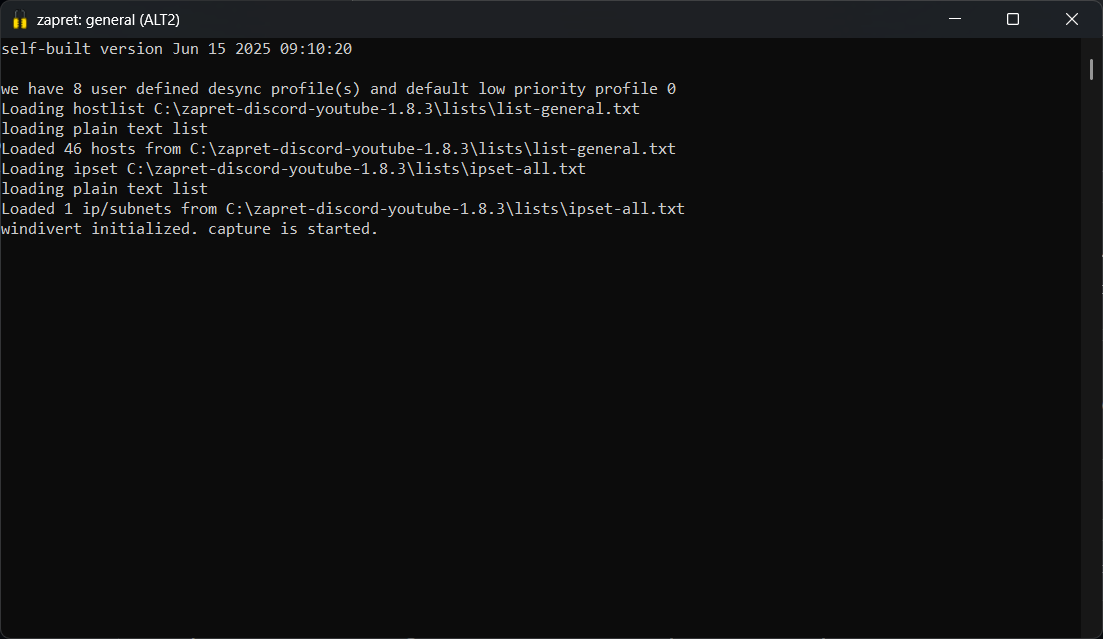 zapret: general (ALT2)
self-built version Jun 15 2025 09:10:20
we have 8 user defined desync profile(s) and default low priority profile 0
Loading hostlist C:\zapret-discord-youtube-1.8.3\lists\list-general.txt
loading plain text list
Loaded 46 hosts from C:\zapret-discord-youtube-1.8.3\lists\list-general.txt
Loading ipset C:\zapret-discord-youtube-1.8.3\lists\ipset-all.txt
loading plain text list
Loaded 1 ip/subnets from C:\zapret-discord-youtube-1.8.3\lists\ipset-all.txt
windivert initialized. capture is started.